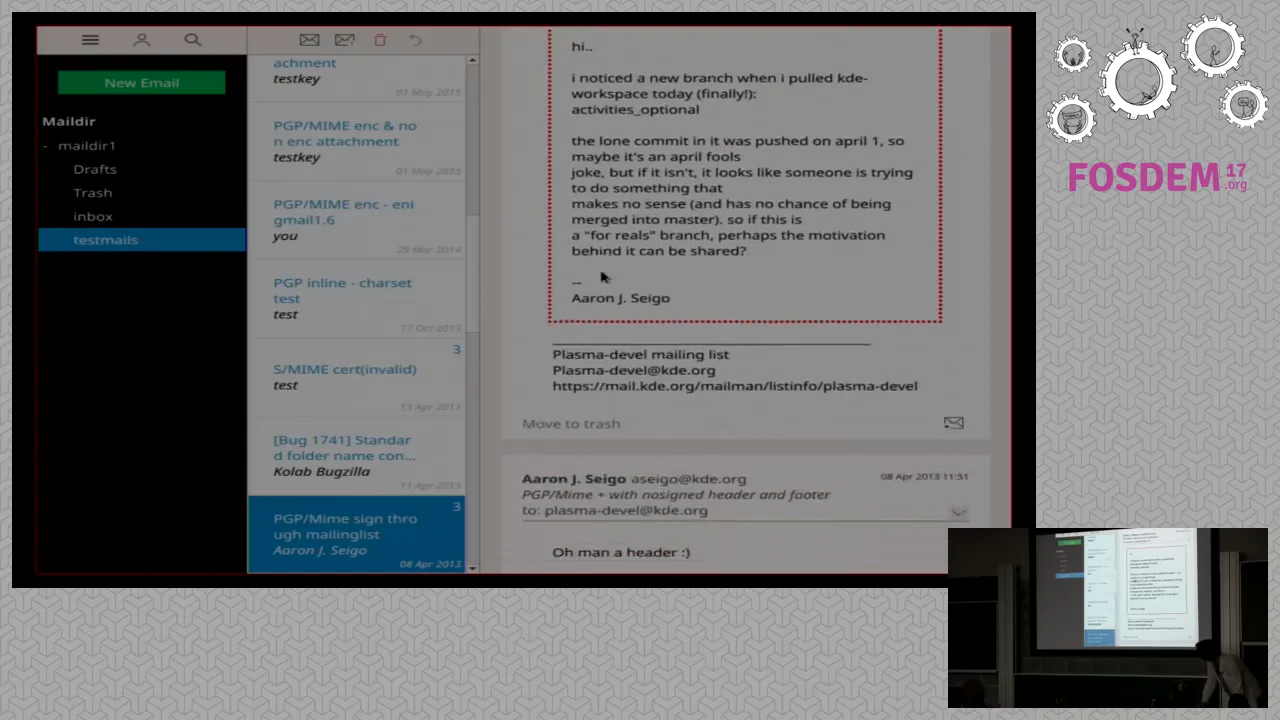 New Email
Maildir
- maildir1
Drafts
Trash
inbox
testmails
achment
testkey
01 May 2015
PGP/MIME enc & no
n enc attachment
testkey
01 May 2015
PGP/MIME enc - eni
gmail1.6
you
29 Mar 2014
PGP inline - charset
test
test
17 Oct 2013
3
S/MIME cert(invalid)
test
13 Apr 2013
[Bug 1741] Standar
d folder name con...
Kolab Bugzilla
11 Apr 2013
3
PGP/Mime sign thro
ugh mailinglist
Aaron J. Seigo
08 Apr 2013
hi..
i noticed a new branch when i pulled kde-
workspace today (finally!):
activities_optional
the lone commit in it was pushed on april 1, so
maybe it's an april fools
joke, but if it isn't, it looks like someone is trying
to do something that
makes no sense (and has no chance of being
merged into master). so if this is
a "for reals" branch, perhaps the motivation
behind it can be shared?
--
Aaron J. Seigo
Plasma-devel mailing list
Plasma-devel@kde.org
https://mail.kde.org/mailman/listinfo/plasma-devel
Move to trash
Aaron J. Seigo aseigo@kde.org
08 Apr 2013 11:51
PGP/Mime + with nosigned header and footer
to: plasma-devel@kde.org
Oh man a header :)
FOSDEM 17
.org